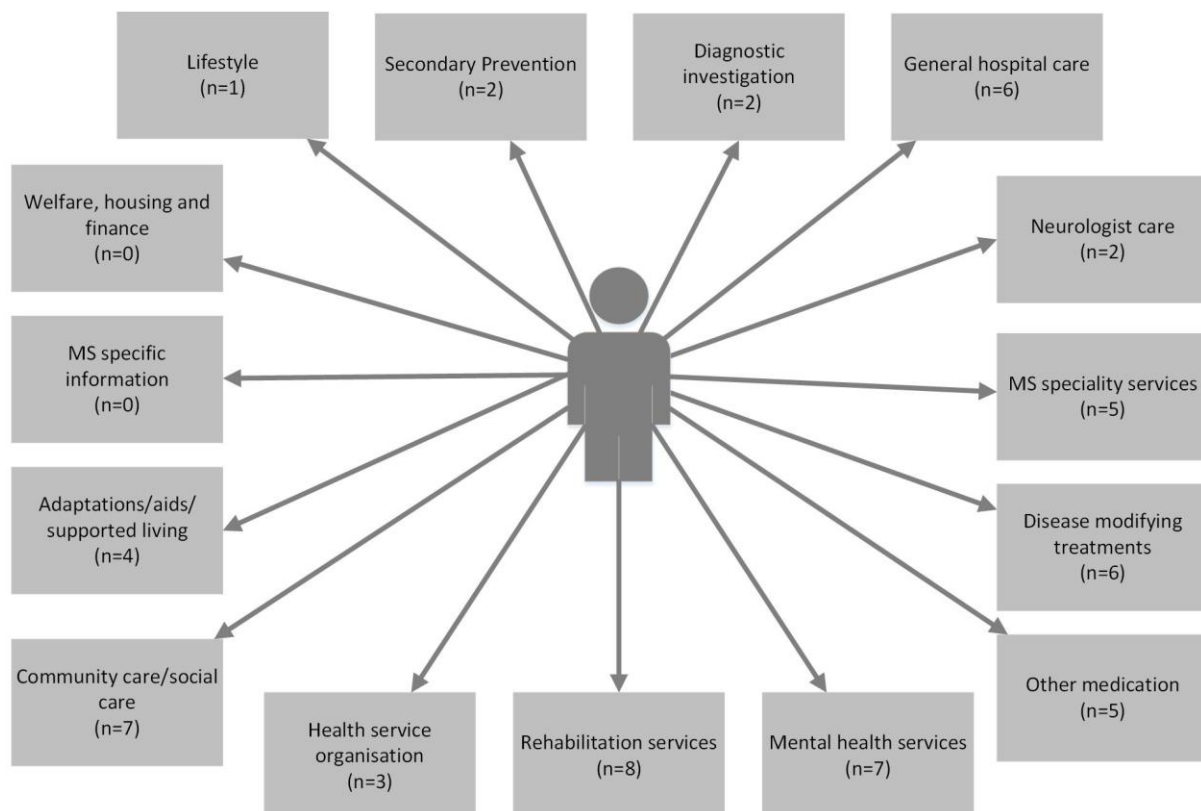 Lifestyle
(n=1)
Secondary Prevention
(n=2)
Diagnostic
investigation
(n=2)
General hospital care
(n=6)
Welfare, housing and
finance
(n=0)
Neurologist care
(n=2)
MS specific
information
(n=0)
MS speciality services
(n=5)
Adaptations/aids/
supported living
(n=4)
Disease modifying
treatments
(n=6)
Community care/social
care
(n=7)
Other medication
(n=5)
Health service
organisation
(n=3)
Rehabilitation services
(n=8)
Mental health services
(n=7)